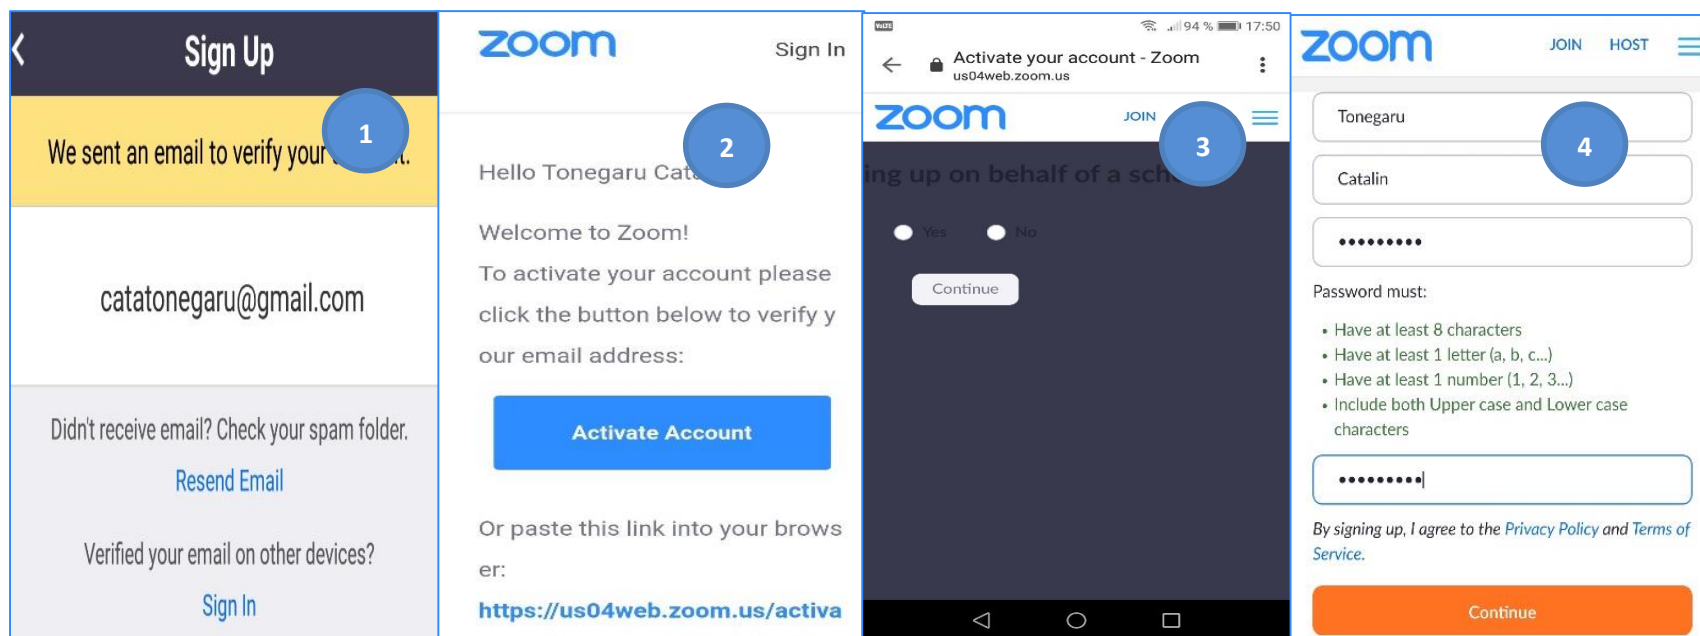 Sign Up
1
We sent an email to verify your t.
catatonegaru@gmail.com
Didn't receive email? Check your spam folder.
Resend Email
Verified your email on other devices?
Sign In
zoom
Sign In
2
Hello Tonegaru Cata
Welcome to Zoom!
To activate your account please
click the button below to verify y
our email address:
Activate Account
Or paste this link into your brows
er:
https://us04web.zoom.us/activa
VoLTE 94 % 17:50
Activate your account - Zoom
us04web.zoom.us
zoom JOIN
3
ing up on behalf of a sch
Yes No
Continue
zoom JOIN HOST
Tonegaru
4
Catalin
Password must:
• Have at least 8 characters
• Have at least 1 letter (a, b, c...)
• Have at least 1 number (1, 2, 3...)
• Include both Upper case and Lower case
characters
By signing up, I agree to the Privacy Policy and Terms of
Service.
Continue